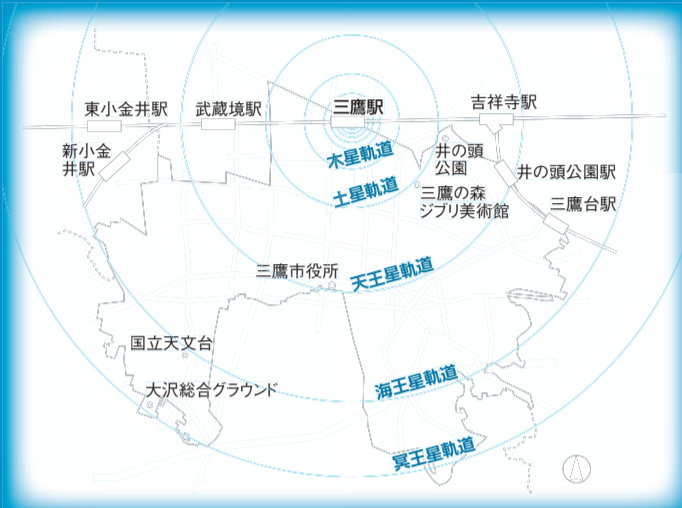 東小金井駅
武蔵境駅
三鷹駅
吉祥寺駅
新小金
井駅
木星軌道
井の頭
公園
井の頭公園駅
土星軌道
三鷹の森
ジブリ美術館
三鷹台駅
三鷹市役所
天王星軌道
国立天文台
海王星軌道
大沢総合グラウンド
冥王星軌道